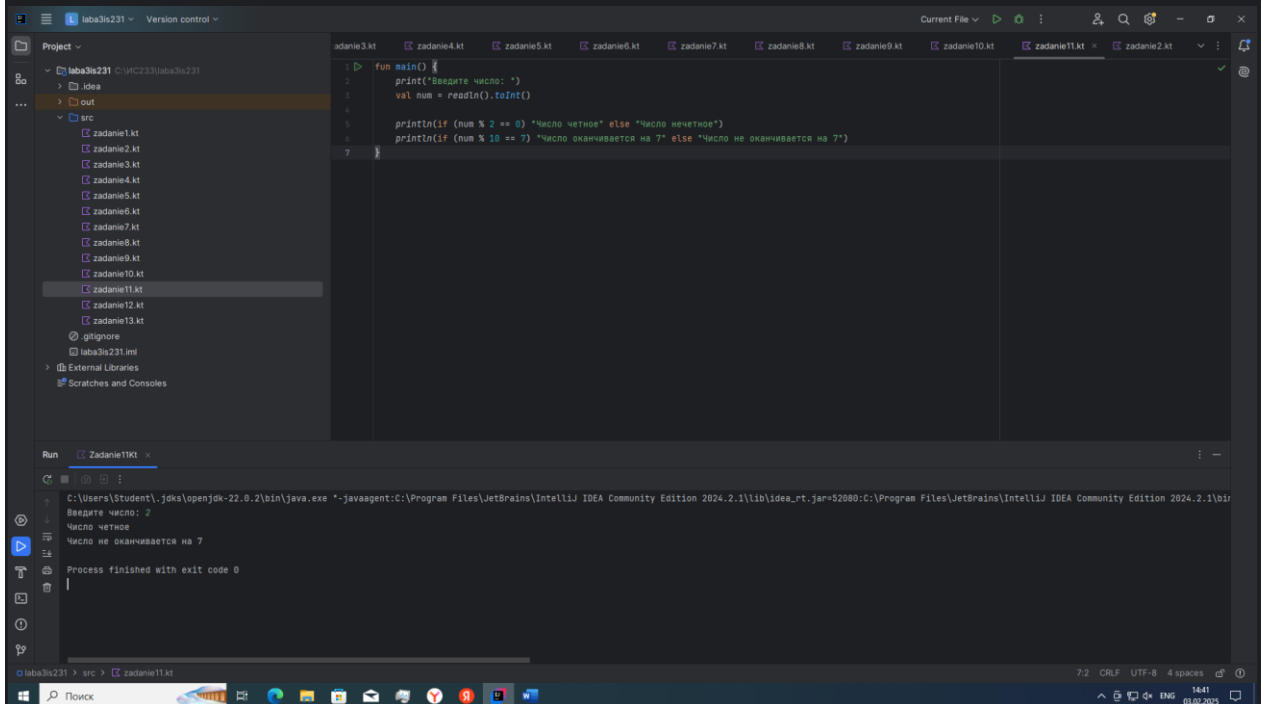 L laba3is231 Version control Current File
Project
adanie3.kt zadanie4.kt zadanie5.kt zadanie6.kt zadanie7.kt zadanie8.kt zadanie9.kt zadanie10.kt zadanie11.kt zadanie2.kt
laba3is231 C:\ИС233\laba3is231
.idea
out
src
zadanie1.kt
zadanie2.kt
zadanie3.kt
zadanie4.kt
zadanie5.kt
zadanie6.kt
zadanie7.kt
zadanie8.kt
zadanie9.kt
zadanie10.kt
zadanie11.kt
zadanie12.kt
zadanie13.kt
.gitignore
laba3is231.iml
External Libraries
Scratches and Consoles
1 fun main() {
2 print("Введите число: ")
3 val num = readln().toInt()
4
5 println(if (num % 2 == 0) "Число четное" else "Число нечетное")
6 println(if (num % 10 == 7) "Число оканчивается на 7" else "Число не оканчивается на 7")
7 }
Run Zadanie11Kt
C:\Users\Student\.jdks\openjdk-22.0.2\bin\java.exe "-javaagent:C:\Program Files\JetBrains\IntelliJ IDEA Community Edition 2024.2.1\lib\idea_rt.jar=52080:C:\Program Files\JetBrains\IntelliJ IDEA Community Edition 2024.2.1\bin
Введите число: 2
Число четное
Число не оканчивается на 7
Process finished with exit code 0
laba3is231 > src > zadanie11.kt 7:2 CRLF UTF-8 4 spaces
Поиск ENG 14:41
03.02.2025